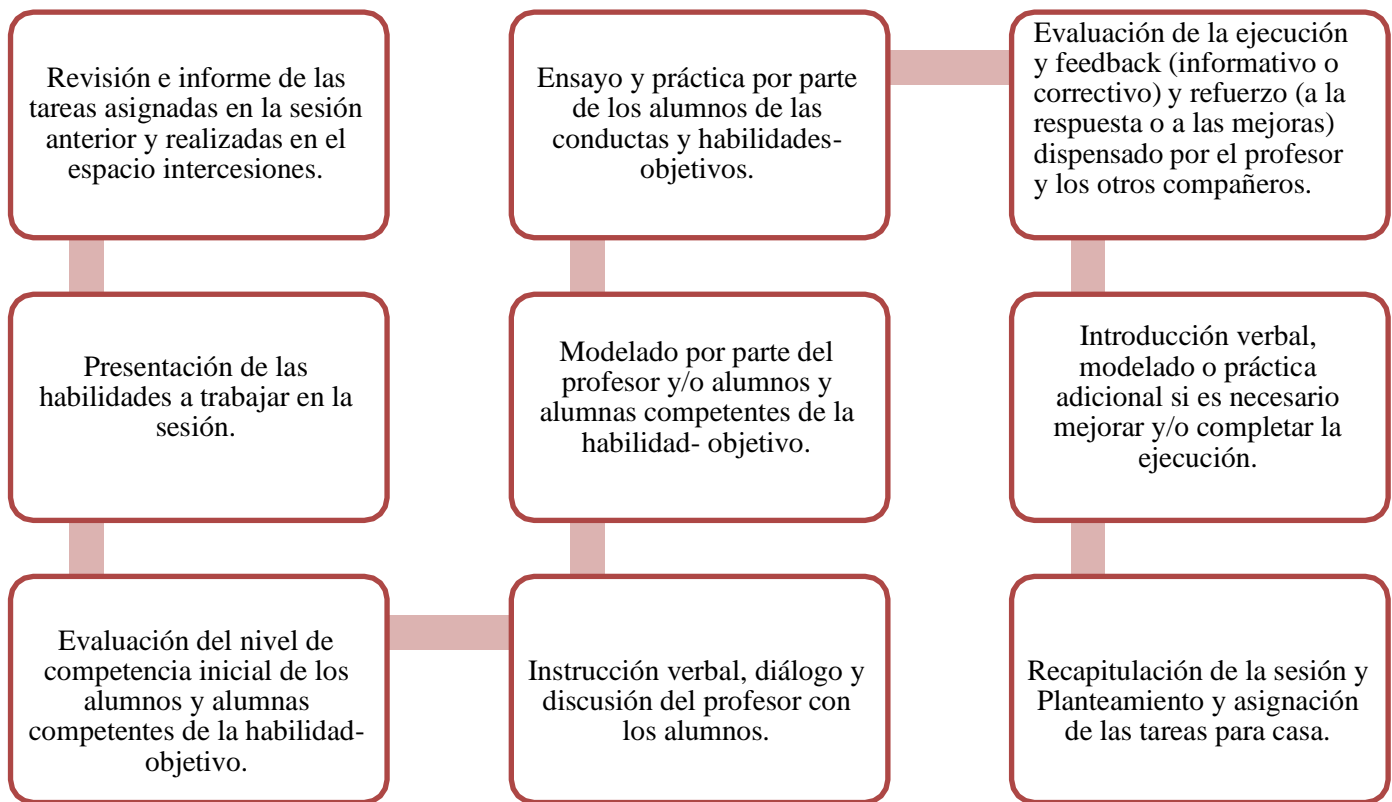 Revisión e informe de las
tareas asignadas en la sesión
anterior y realizadas en el
espacio intercesiones.
Presentación de las
habilidades a trabajar en la
sesión.
Evaluación del nivel de
competencia inicial de los
alumnos y alumnas
competentes de la habilidad-
objetivo.
Instrucción verbal, diálogo y
discusión del profesor con
los alumnos.
Modelado por parte del
profesor y/o alumnos y
alumnas competentes de la
habilidad- objetivo.
Ensayo y práctica por parte
de los alumnos de las
conductas y habilidades-
objetivos.
Evaluación de la ejecución
y feedback (informativo o
correctivo) y refuerzo (a la
respuesta o a las mejoras)
dispensado por el profesor
y los otros compañeros.
Introducción verbal,
modelado o práctica
adicional si es necesario
mejorar y/o completar la
ejecución.
Recapitulación de la sesión y
Planteamiento y asignación
de las tareas para casa.